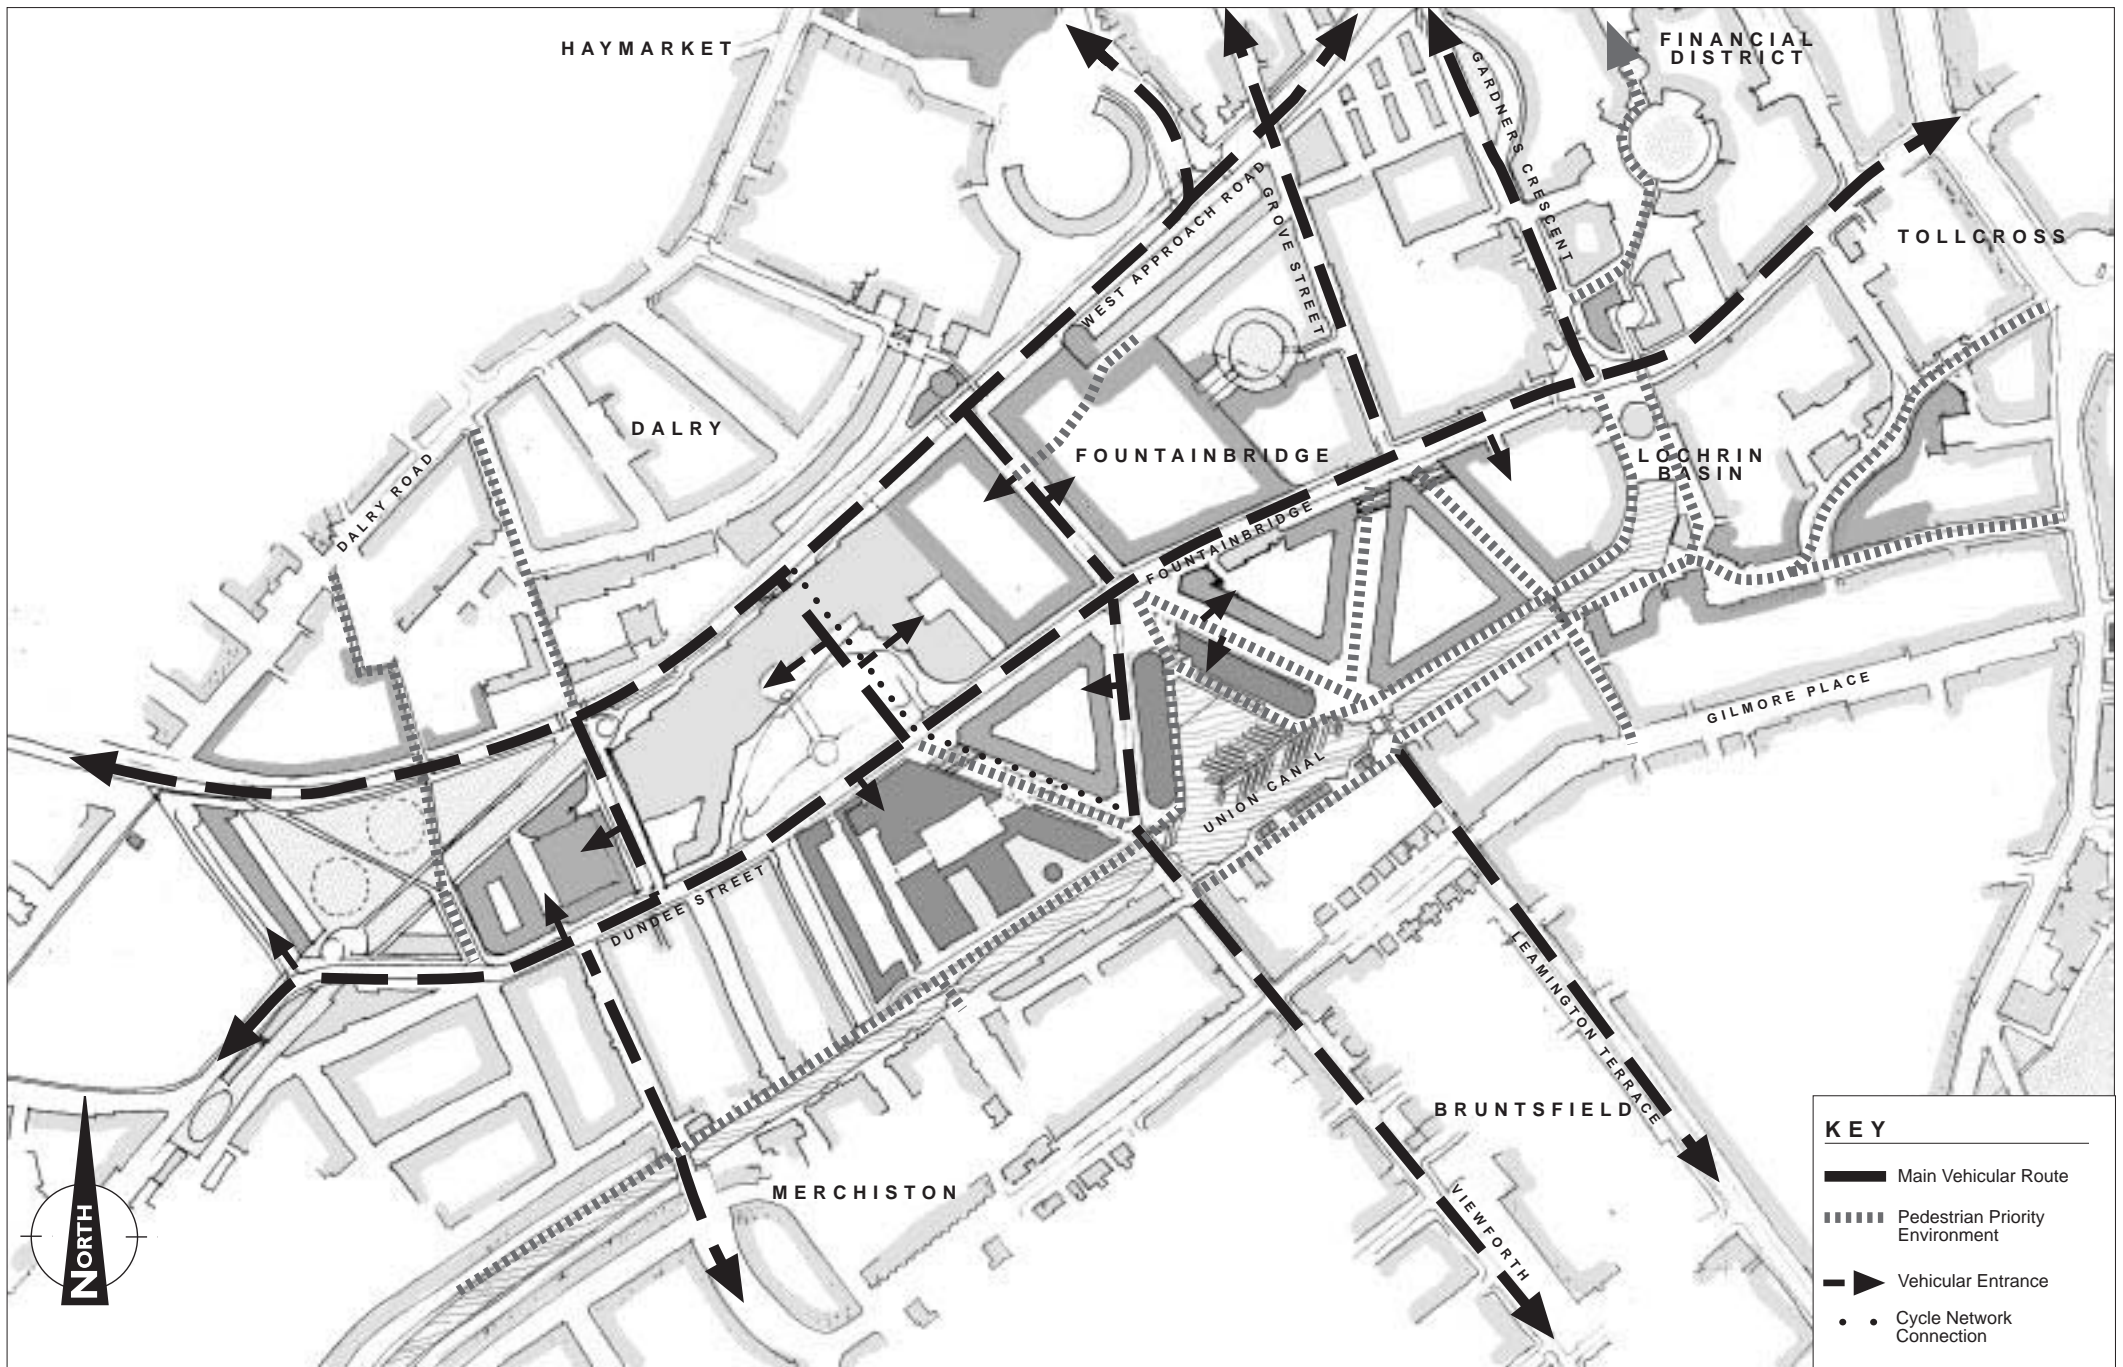 HAYMARKET
FINANCIAL
DISTRICT
GARDNERS CRESCENT
TOLLCROSS
WEST APPROACH ROAD
GROVE STREET
DALRY
FOUNTAINBRIDGE
LOCHRIN
BASIN
DALRY ROAD
FOUNTAINBRIDGE
GILMORE PLACE
UNION CANAL
DUNDEE STREET
LEAMINGTON TERRACE
BRUNTSFIELD
MERCHISTON
VIEWFORTH
NORTH
KEY
Main Vehicular Route
Pedestrian Priority
Environment
Vehicular Entrance
Cycle Network
Connection